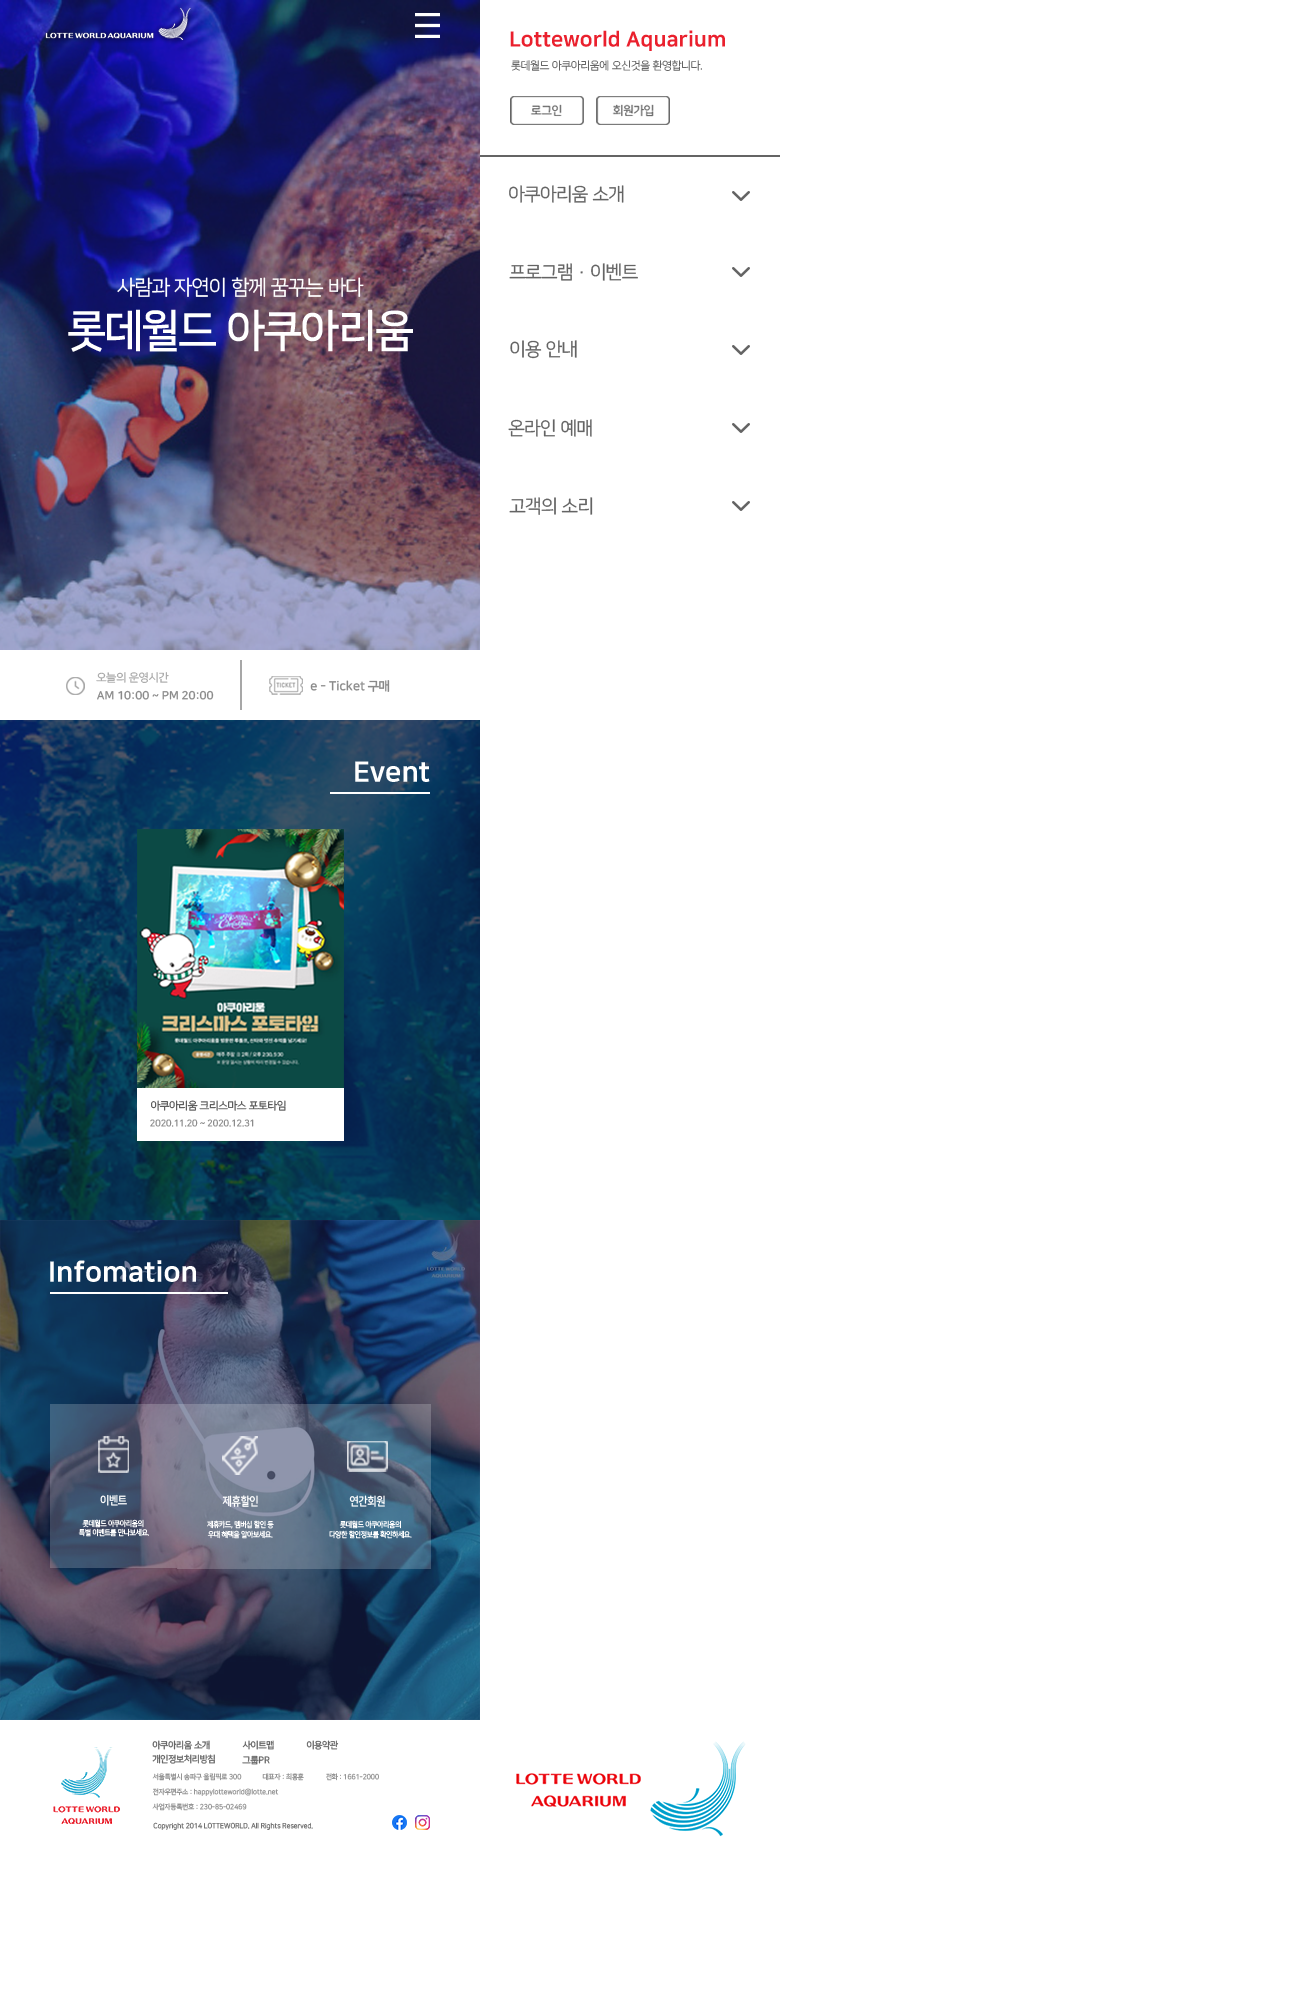 LOTTE WORLD AQUARIUM
사람과 자연이 함께 꿈꾸는 바다
롯데월드 아쿠아리움
오늘의 운영시간
AM 10:00 ~ PM 20:00
TICKET
e - Ticket 구매
Event
아쿠아리움
크리스마스 포토타임
아쿠아리움 크리스마스 포토타임
2020.11.20 ~ 2020.12.31
Infomation
LOTTE WORLD
AQUARIUM
이벤트
롯데월드 아쿠아리움의
특별 이벤트를 만나보세요.
제휴할인
제휴카드, 멤버십 할인 등
우대 혜택을 알아보세요.
연간회원
롯데월드 아쿠아리움의
다양한 할인정보를 확인하세요.
LOTTE WORLD
AQUARIUM
아쿠아리움 소개 사이트맵 이용약관
개인정보처리방침 그룹PR
서울특별시 송파구 올림픽로 300 대표자 : 최홍훈 전화 : 1661-2000
전자우편주소 : happylotteworld@lotte.net
사업자등록번호 : 230-85-02469
Copyright 2014 LOTTEWORLD. All Rights Reserved.
Lotteworld Aquarium
롯데월드 아쿠아리움에 오신것을 환영합니다.
로그인 회원가입
아쿠아리움 소개
프로그램 · 이벤트
이용 안내
온라인 예매
고객의 소리
LOTTE WORLD
AQUARIUM